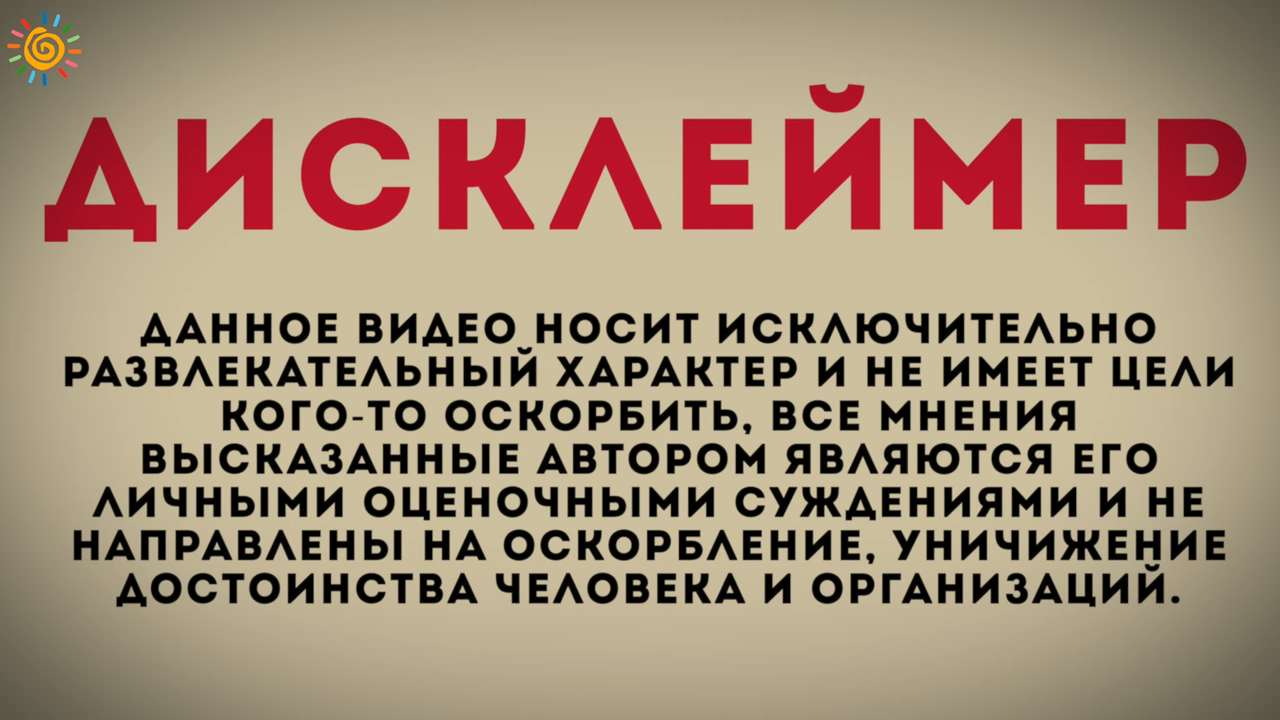 ДИСКЛЕЙМЕР
ДАННОЕ ВИДЕО НОСИТ ИСКЛЮЧИТЕЛЬНО
РАЗВЛЕКАТЕЛЬНЫЙ ХАРАКТЕР И НЕ ИМЕЕТ ЦЕЛИ
КОГО-ТО ОСКОРБИТЬ, ВСЕ МНЕНИЯ
ВЫСКАЗАННЫЕ АВТОРОМ ЯВЛЯЮТСЯ ЕГО
ЛИЧНЫМИ ОЦЕНОЧНЫМИ СУЖДЕНИЯМИ И НЕ
НАПРАВЛЕНЫ НА ОСКОРБЛЕНИЕ, УНИЧИЖЕНИЕ
ДОСТОИНСТВА ЧЕЛОВЕКА И ОРГАНИЗАЦИЙ.